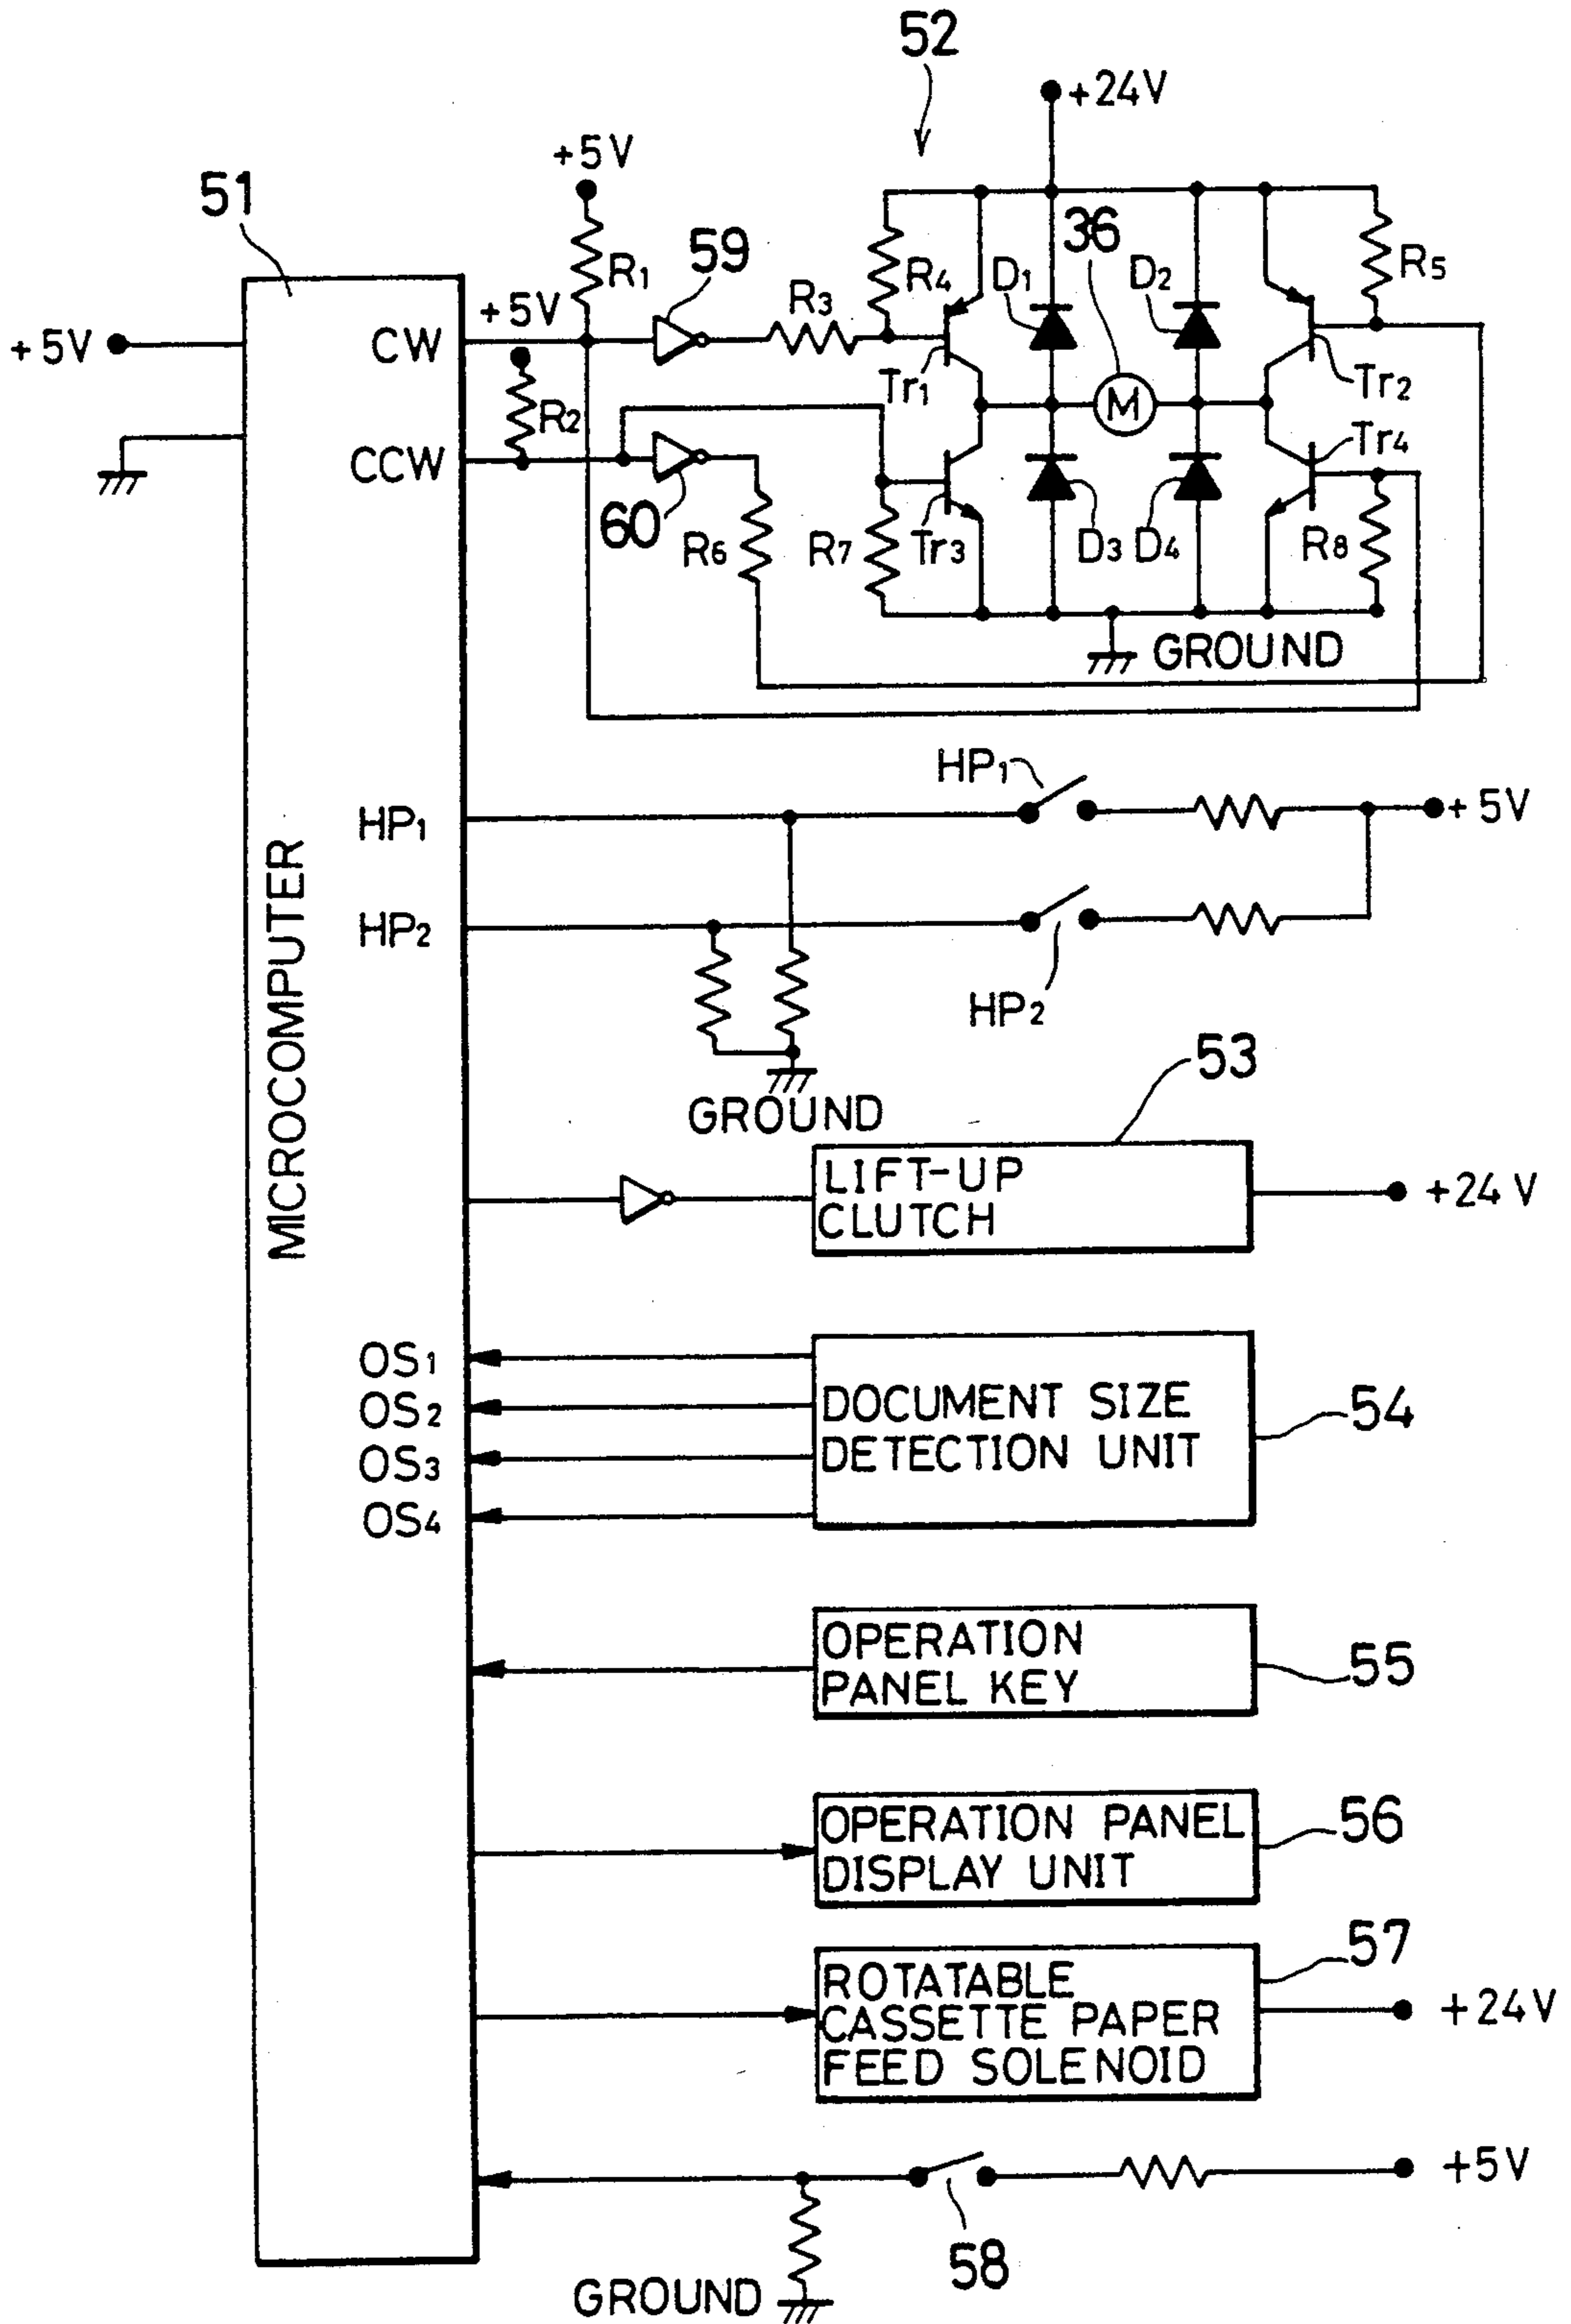 52
+24V
+5V
51
36
59
R1
R4
D1
D2
R5
+5V
R3
+5V
CW
Tr1
M
Tr2
R2
Tr4
CCW
60
R6
R7
Tr3
D3
D4
R8
GROUND
HP1
HP1
+5V
HP2
HP2
MICROCOMPUTER
GROUND
53
LIFT-UP
CLUTCH
+24V
OS1
OS2
OS3
OS4
DOCUMENT SIZE
DETECTION UNIT
54
OPERATION
PANEL KEY
55
OPERATION PANEL
DISPLAY UNIT
56
57
ROTATABLE
CASSETTE PAPER
FEED SOLENOID
+24V
+5V
58
GROUND